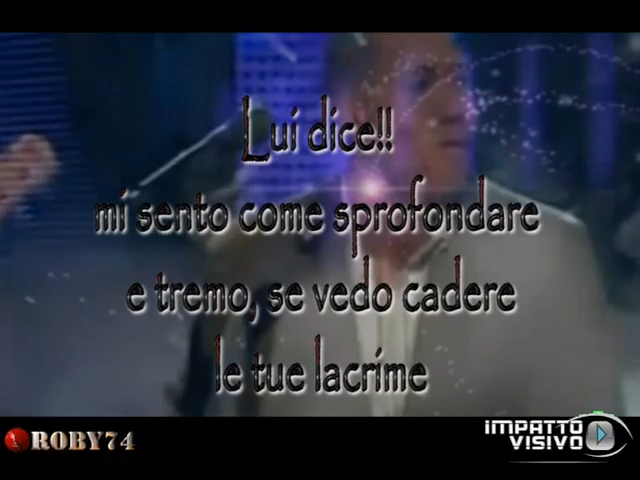 Lui dice!!
mi sento come sprofondare
e tremo, se vedo cadere
le tue lacrime
ROBY74
IMPATTO
VISIVO